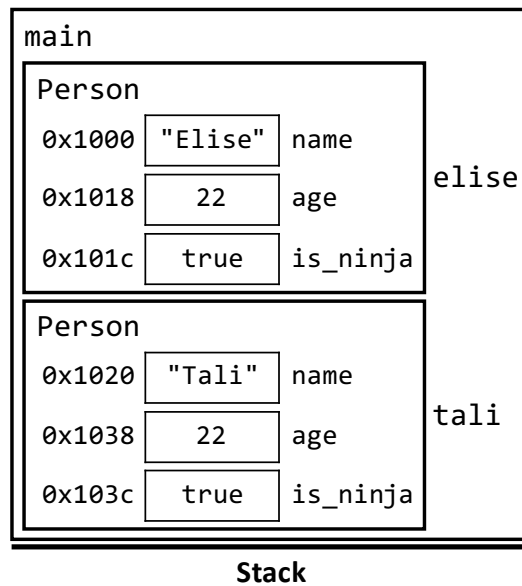 main
Person
0x1000 "Elise" name
0x1018 22 age
0x101c true is_ninja
elise
Person
0x1020 "Tali" name
0x1038 22 age
0x103c true is_ninja
tali
Stack